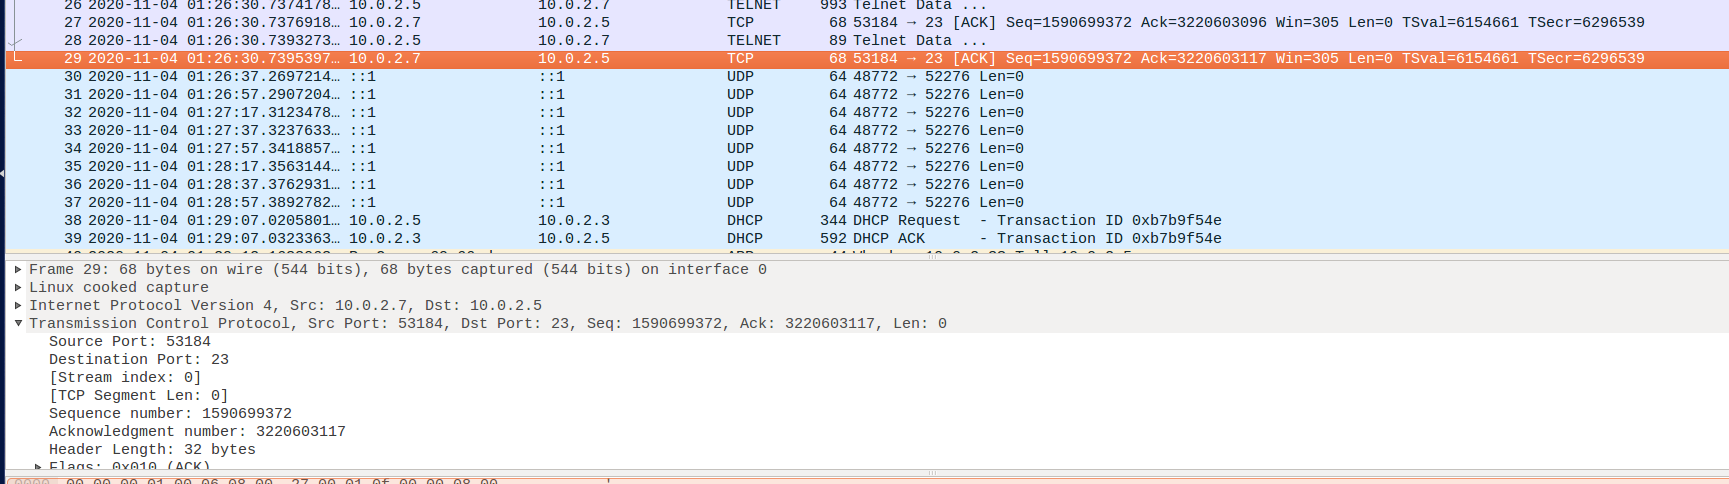 26 2020-11-04 01:26:30.7374178… 10.0.2.5 10.0.2.7 TELNET 993 Telnet Data ...
27 2020-11-04 01:26:30.7376918… 10.0.2.7 10.0.2.5 TCP 68 53184 → 23 [ACK] Seq=1590699372 Ack=3220603096 Win=305 Len=0 TSval=6154661 TSecr=6296539
28 2020-11-04 01:26:30.7393273… 10.0.2.5 10.0.2.7 TELNET 89 Telnet Data ...
29 2020-11-04 01:26:30.7395397… 10.0.2.7 10.0.2.5 TCP 68 53184 → 23 [ACK] Seq=1590699372 Ack=3220603117 Win=305 Len=0 TSval=6154661 TSecr=6296539
30 2020-11-04 01:26:37.2697214… ::1 ::1 UDP 64 48772 → 52276 Len=0
31 2020-11-04 01:26:57.2907204… ::1 ::1 UDP 64 48772 → 52276 Len=0
32 2020-11-04 01:27:17.3123478… ::1 ::1 UDP 64 48772 → 52276 Len=0
33 2020-11-04 01:27:37.3237633… ::1 ::1 UDP 64 48772 → 52276 Len=0
34 2020-11-04 01:27:57.3418857… ::1 ::1 UDP 64 48772 → 52276 Len=0
35 2020-11-04 01:28:17.3563144… ::1 ::1 UDP 64 48772 → 52276 Len=0
36 2020-11-04 01:28:37.3762931… ::1 ::1 UDP 64 48772 → 52276 Len=0
37 2020-11-04 01:28:57.3892782… ::1 ::1 UDP 64 48772 → 52276 Len=0
38 2020-11-04 01:29:07.0205801… 10.0.2.5 10.0.2.3 DHCP 344 DHCP Request - Transaction ID 0xb7b9f54e
39 2020-11-04 01:29:07.0323363… 10.0.2.3 10.0.2.5 DHCP 592 DHCP ACK - Transaction ID 0xb7b9f54e
Frame 29: 68 bytes on wire (544 bits), 68 bytes captured (544 bits) on interface 0
Linux cooked capture
Internet Protocol Version 4, Src: 10.0.2.7, Dst: 10.0.2.5
Transmission Control Protocol, Src Port: 53184, Dst Port: 23, Seq: 1590699372, Ack: 3220603117, Len: 0
Source Port: 53184
Destination Port: 23
[Stream index: 0]
[TCP Segment Len: 0]
Sequence number: 1590699372
Acknowledgment number: 3220603117
Header Length: 32 bytes
Flags: 0x010 (ACK)
0000 00 00 00 01 00 06 08 00 27 00 01 0f 00 00 08 00